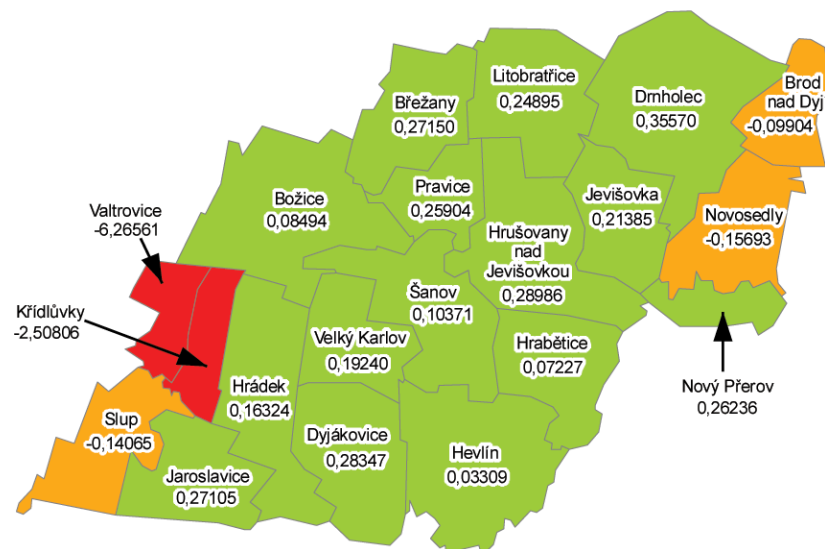 Litobratřice
0,24895
Břežany
0,27150
Drnholec
0,35570
Brod
nad Dyj
-0,09904
Božice
0,08494
Pravice
0,25904
Jevišovka
0,21385
Valtrovice
-6,26561
Novosedly
-0,15693
Hrušovany
nad
Jevišovkou
0,28986
Křídlůvky
-2,50806
Šanov
0,10371
Velký Karlov
0,19240
Hrabětice
0,07227
Hrádek
0,16324
Nový Přerov
0,26236
Slup
-0,14065
Dyjákovice
0,28347
Hevlín
0,03309
Jaroslavice
0,27105